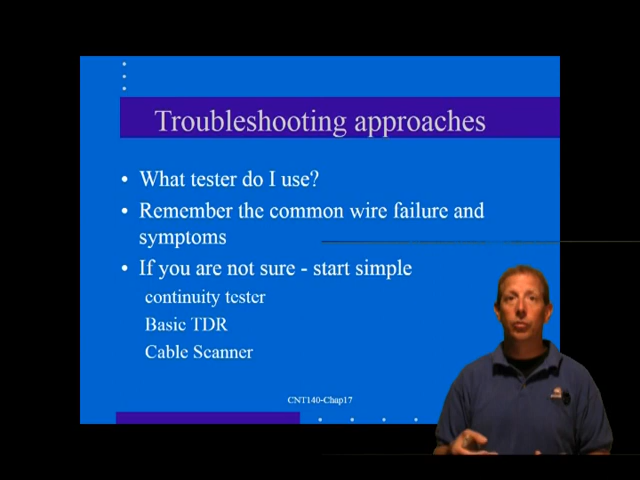 Troubleshooting approaches
• What tester do I use?
• Remember the common wire failure and
symptoms
• If you are not sure - start simple
continuity tester
Basic TDR
Cable Scanner
CNT140-Chap17